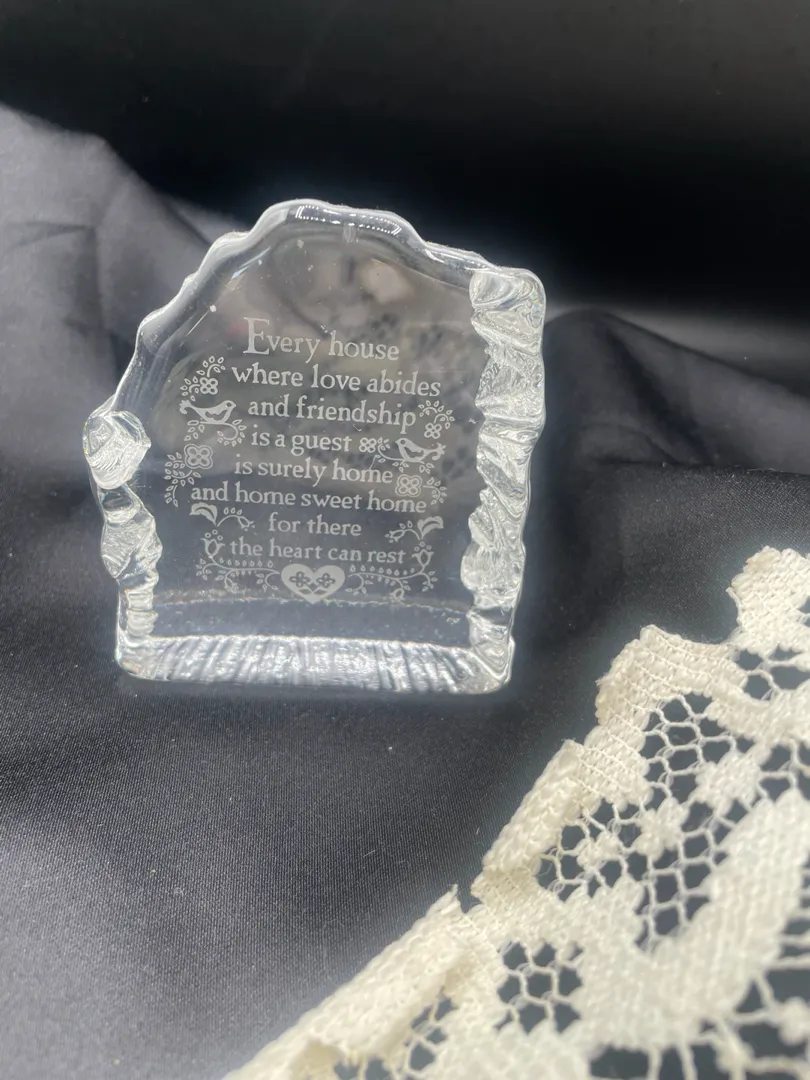 Every house
where love abides
and friendship
is a guest
is surely home
and home sweet home
for there
the heart can rest